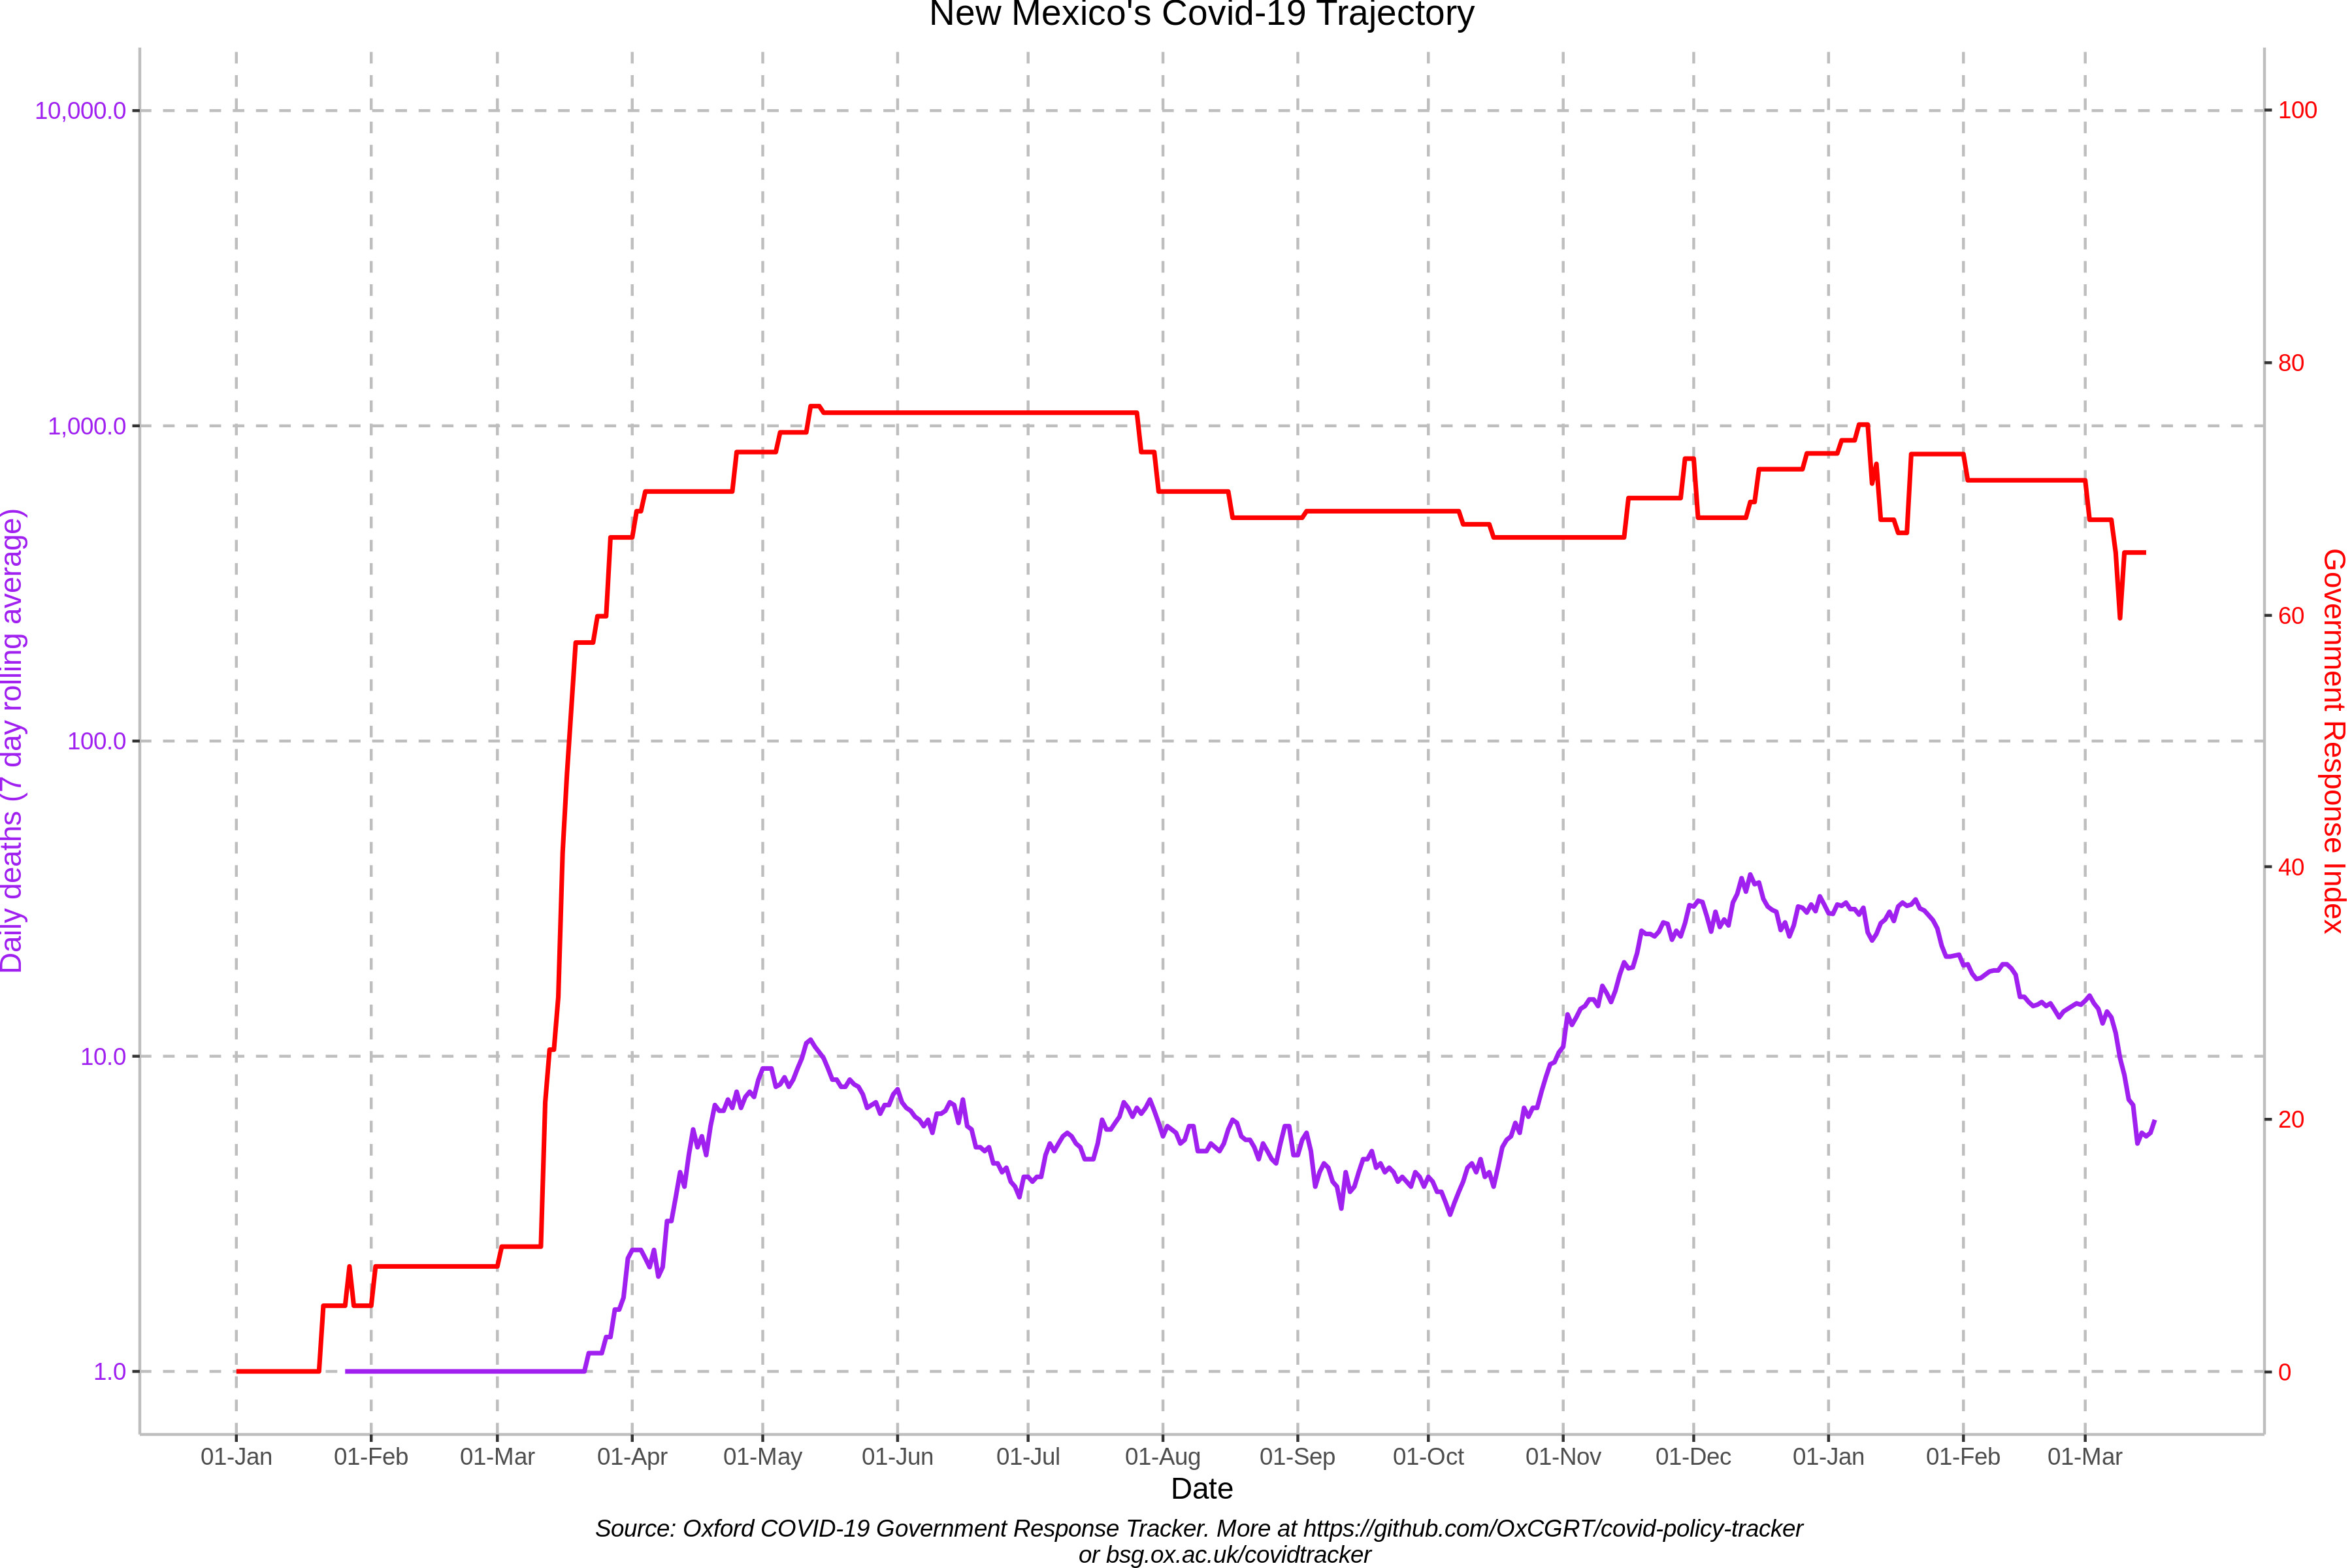 New Mexico's Covid-19 Trajectory
10,000.0
1,000.0
100.0
10.0
1.0
Daily deaths (7 day rolling average)
100
80
60
40
20
0
Government Response Index
01-Jan 01-Feb 01-Mar 01-Apr 01-May 01-Jun 01-Jul 01-Aug 01-Sep 01-Oct 01-Nov 01-Dec 01-Jan 01-Feb 01-Mar
Date
Source: Oxford COVID-19 Government Response Tracker. More at https://github.com/OxCGRT/covid-policy-tracker
or bsg.ox.ac.uk/covidtracker